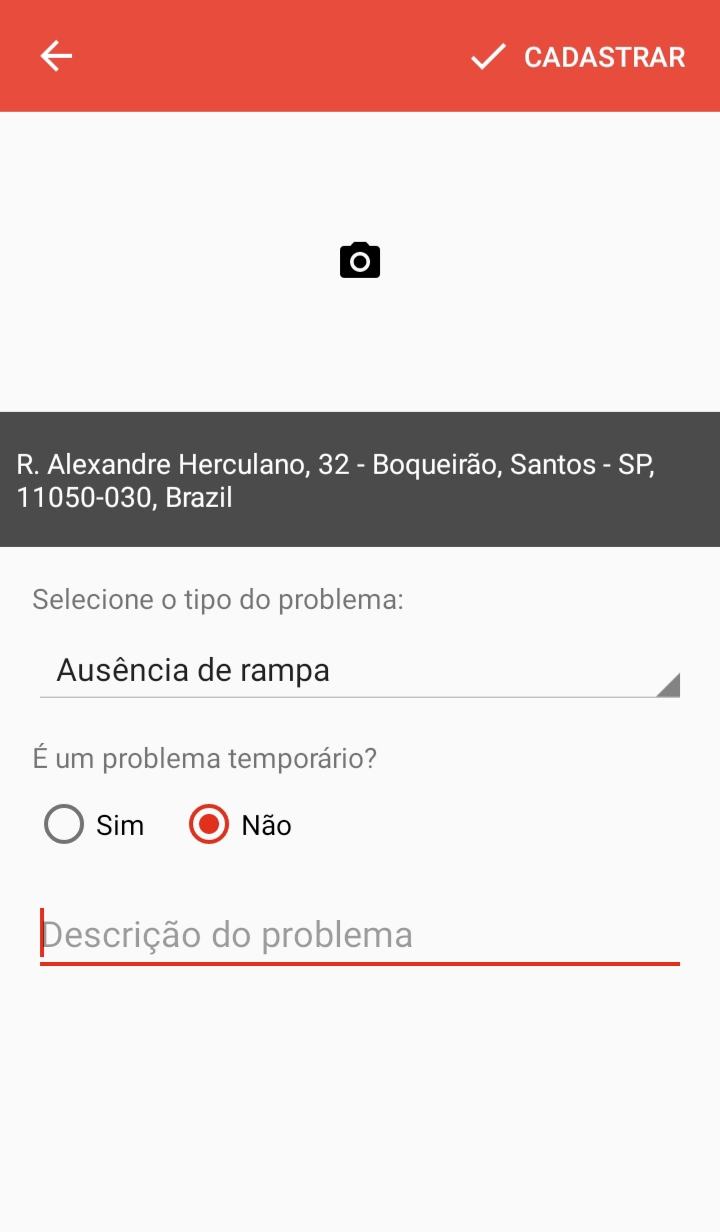 CADASTRAR
R. Alexandre Herculano, 32 - Boqueirão, Santos - SP,
11050-030, Brazil
Selecione o tipo do problema:
Ausência de rampa
É um problema temporário?
Sim Não
Descrição do problema